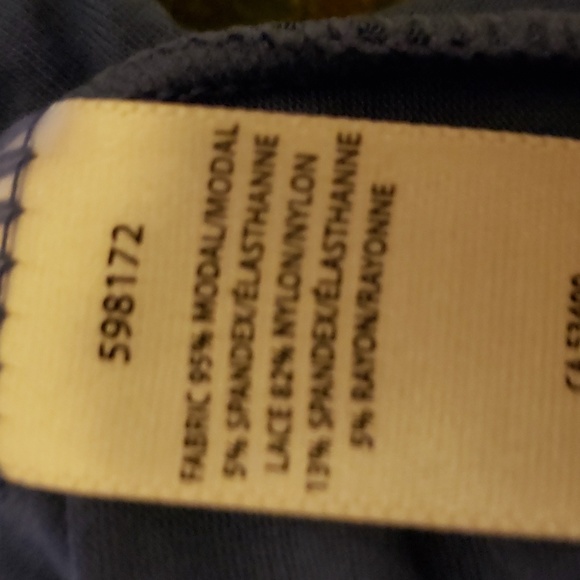 598172
FABRIC 95% MODAL/MODAL
5% SPANDEX/ÉLASTHANNE
LACE 82% NYLON/NYLON
13% SPANDEX/ÉLASTHANNE
5% RAYON/RAYONNE